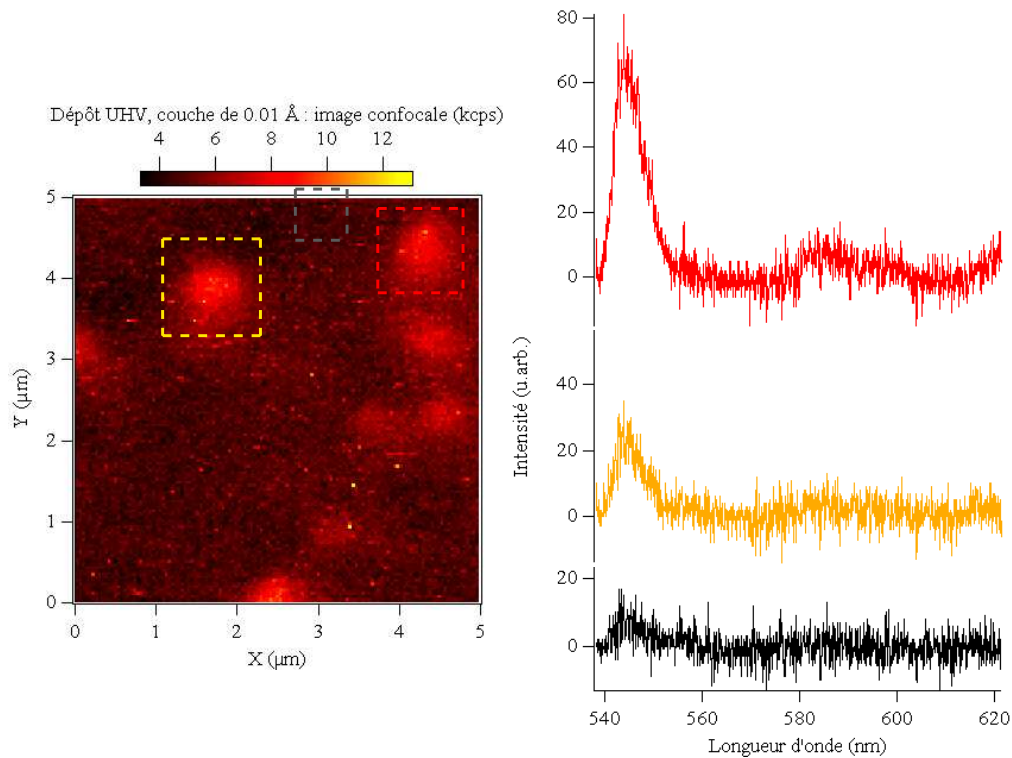 Dépôt UHV, couche de 0.01 Å : image confocale (kcps)
4 6 8 10 12
5
4
3
2
1
0
Y (µm)
0 1 2 3 4 5
X (µm)
80
60
40
20
0
40
20
0
20
0
Intensité (u.arb.)
540 560 580 600 620
Longueur d'onde (nm)